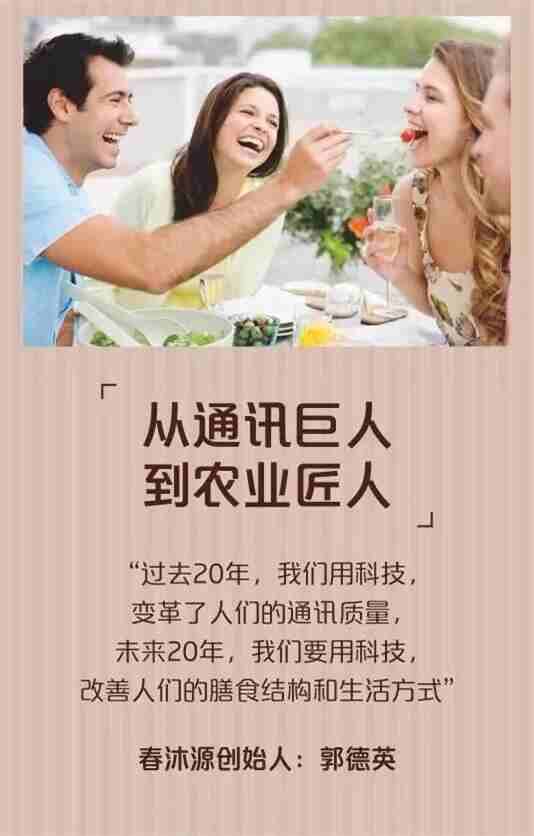 「
从通讯巨人
到农业匠人
」
“过去20年，我们用科技，
变革了人们的通讯质量，
未来20年，我们要用科技，
改善人们的膳食结构和生活方式”
春沐源创始人：郭德英